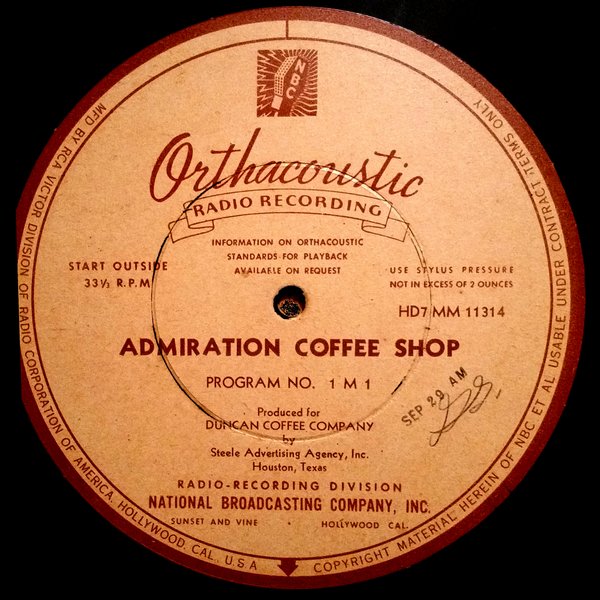 NBC
Orthacoustic
RADIO RECORDING
INFORMATION ON ORTHACOUSTIC
STANDARDS FOR PLAYBACK
AVAILABLE ON REQUEST
START OUTSIDE
33⅓ R.P.M
USE STYLUS PRESSURE
NOT IN EXCESS OF 2 OUNCES
HD7 MM 11314
ADMIRATION COFFEE SHOP
PROGRAM NO. 1 M 1
SEP 29 AM
Produced for
DUNCAN COFFEE COMPANY
by
Steele Advertising Agency, Inc.
Houston, Texas
RADIO-RECORDING DIVISION
NATIONAL BROADCASTING COMPANY, INC.
SUNSET AND VINE • HOLLYWOOD CAL.
MFD BY RCA VICTOR DIVISION OF RADIO CORPORATION OF AMERICA, HOLLYWOOD, CAL. U.S.A
COPYRIGHT MATERIAL HEREIN OF NBC ET AL USABLE UNDER CONTRACT TERMS ONLY